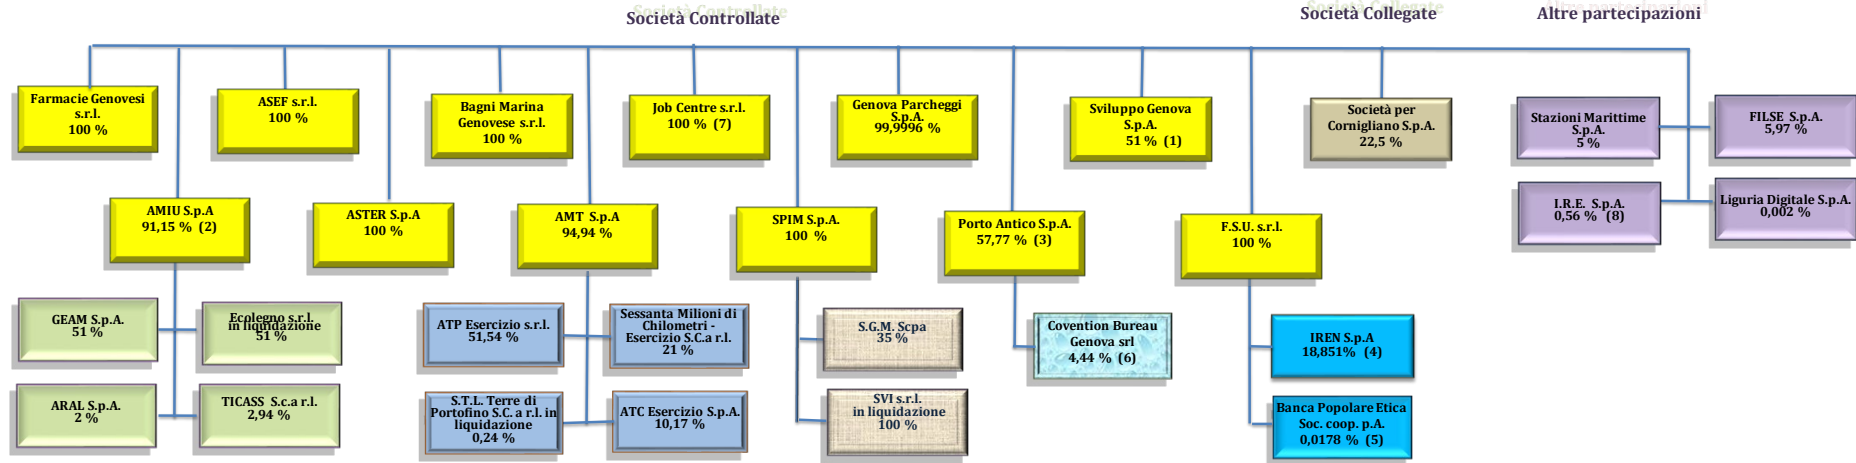 Società Controllate
Società Collegate
Altre partecipazioni
Farmacie Genovesi
s.r.l.
100 %
ASEF s.r.l.
100 %
Bagni Marina
Genovese s.r.l.
100 %
Job Centre s.r.l.
100 % (7)
Genova Parcheggi
S.p.A.
99,9996 %
Sviluppo Genova
S.p.A.
51 % (1)
Società per
Cornigliano S.p.A.
22,5 %
Stazioni Marittime
S.p.A.
5 %
FILSE S.p.A.
5,97 %
AMIU S.p.A
91,15 % (2)
ASTER S.p.A
100 %
AMT S.p.A
94,94 %
SPIM S.p.A.
100 %
Porto Antico S.p.A.
57,77 % (3)
F.S.U. s.r.l.
100 %
I.R.E. S.p.A.
0,56 % (8)
Liguria Digitale S.p.A.
0,002 %
GEAM S.p.A.
51 %
Ecolegno s.r.l.
in liquidazione
51 %
ATP Esercizio s.r.l.
51,54 %
Sessanta Milioni di
Chilometri -
Esercizio S.C.a r.l.
21 %
S.G.M. Scpa
35 %
Covention Bureau
Genova srl
4,44 % (6)
IREN S.p.A
18,851% (4)
ARAL S.p.A.
2 %
TICASS S.c.a r.l.
2,94 %
S.T.L. Terre di
Portofino S.C. a r.l. in
liquidazione
0,24 %
ATC Esercizio S.p.A.
10,17 %
SVI s.r.l.
in liquidazione
100 %
Banca Popolare Etica
Soc. coop. p.A.
0,0178 % (5)